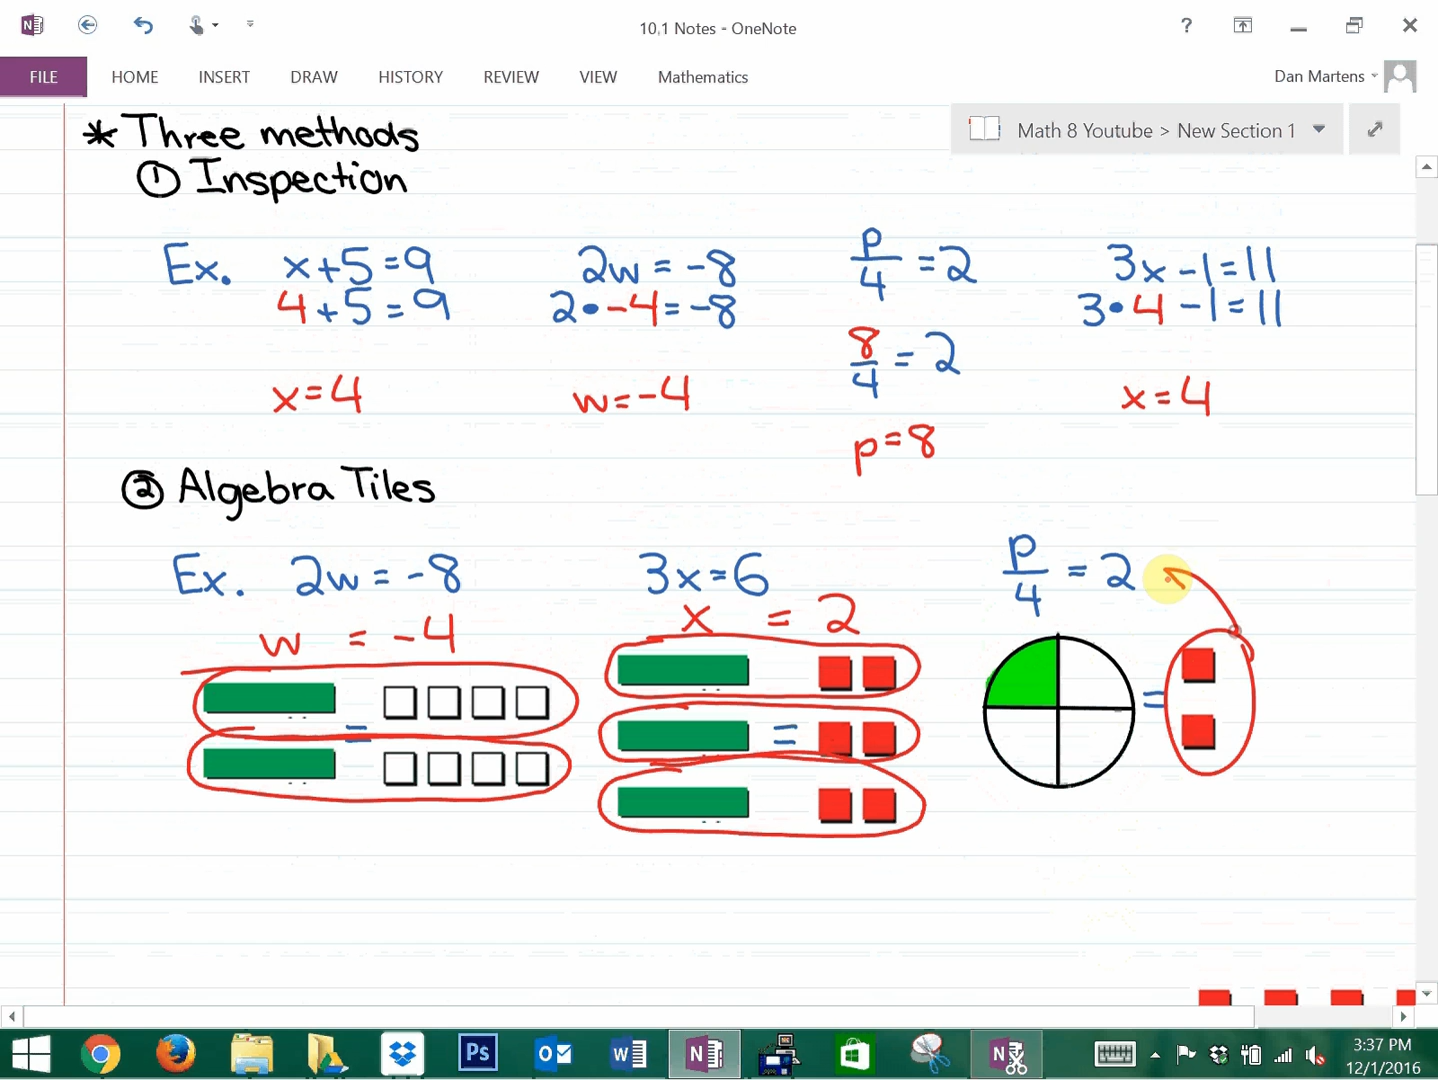 10,1 Notes - OneNote
?
FILE HOME INSERT DRAW HISTORY REVIEW VIEW Mathematics
Dan Martens
Math 8 Youtube > New Section 1
* Three methods
① Inspection
Ex. x+5=9 2w = -8 p/4 = 2 3x -1 = 11
4+5=9 2•-4=-8 3•4 -1 = 11
8/4 = 2
x=4 w=-4 x=4
p=8
② Algebra Tiles
Ex. 2w = -8 3x=6 p/4 = 2
w = -4 x = 2
= = =
3:37 PM
12/1/2016